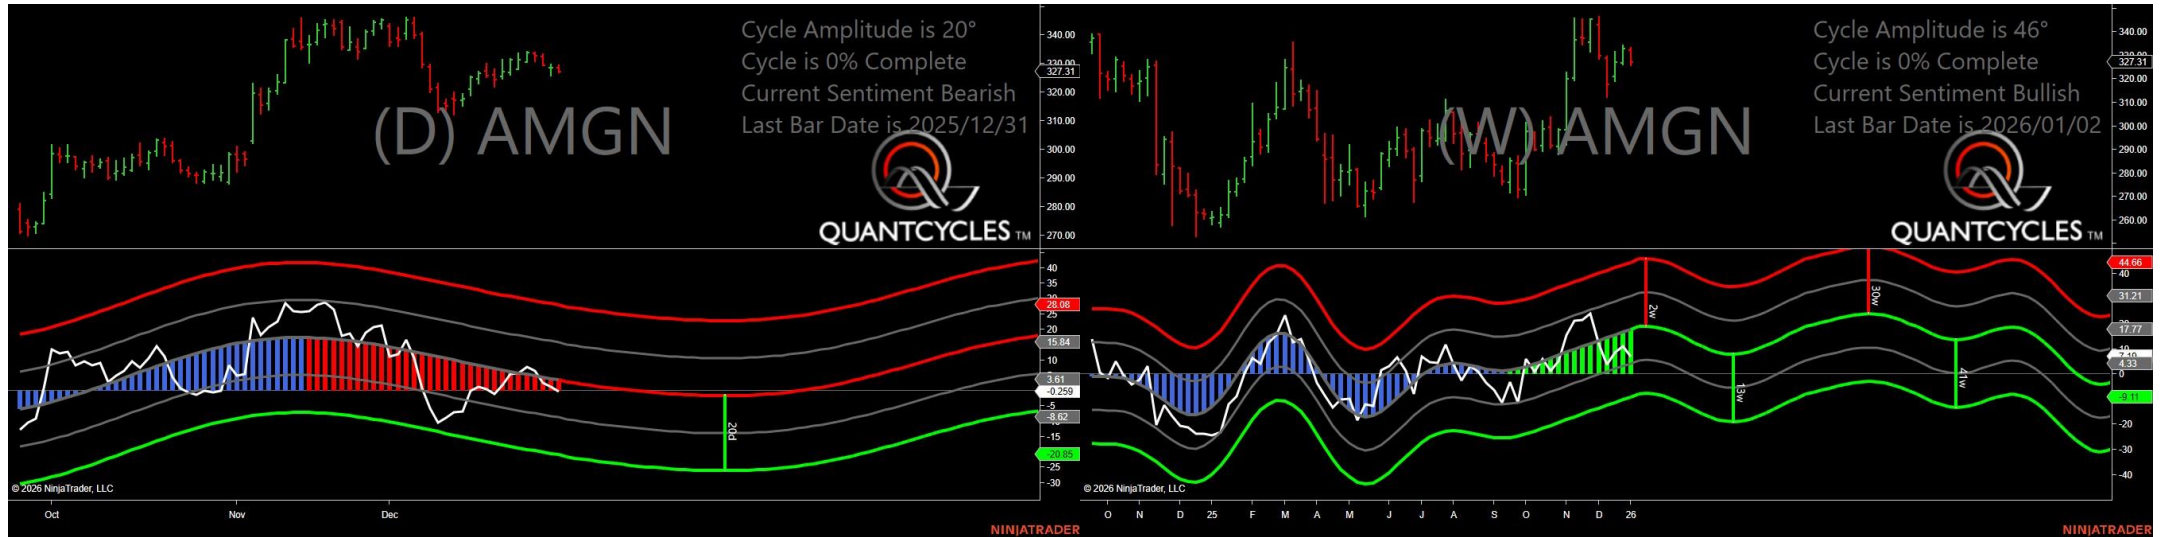 Cycle Amplitude is 20°
Cycle is 0% Complete
Current Sentiment Bearish
Last Bar Date is 2025/12/31
(D) AMGN
QUANTCYCLES TM
340.00
327.31
320.00
310.00
300.00
290.00
280.00
270.00
40
35
28.08
25
20
15.84
10
3.61
-0.259
-5
-8.62
-15
-20.85
-25
-30
20d
© 2026 NinjaTrader, LLC
Oct
Nov
Dec
NINJATRADER
Cycle Amplitude is 46°
Cycle is 0% Complete
Current Sentiment Bullish
Last Bar Date is 2026/01/02
(W) AMGN
QUANTCYCLES TM
340.00
327.31
320.00
310.00
300.00
290.00
280.00
270.00
260.00
44.66
40
31.21
17.77
4.33
0
-9.11
-20
-30
-40
2w
13w
30w
41w
© 2026 NinjaTrader, LLC
O
N
D
25
F
M
A
M
J
J
A
S
O
N
D
26
NINJATRADER